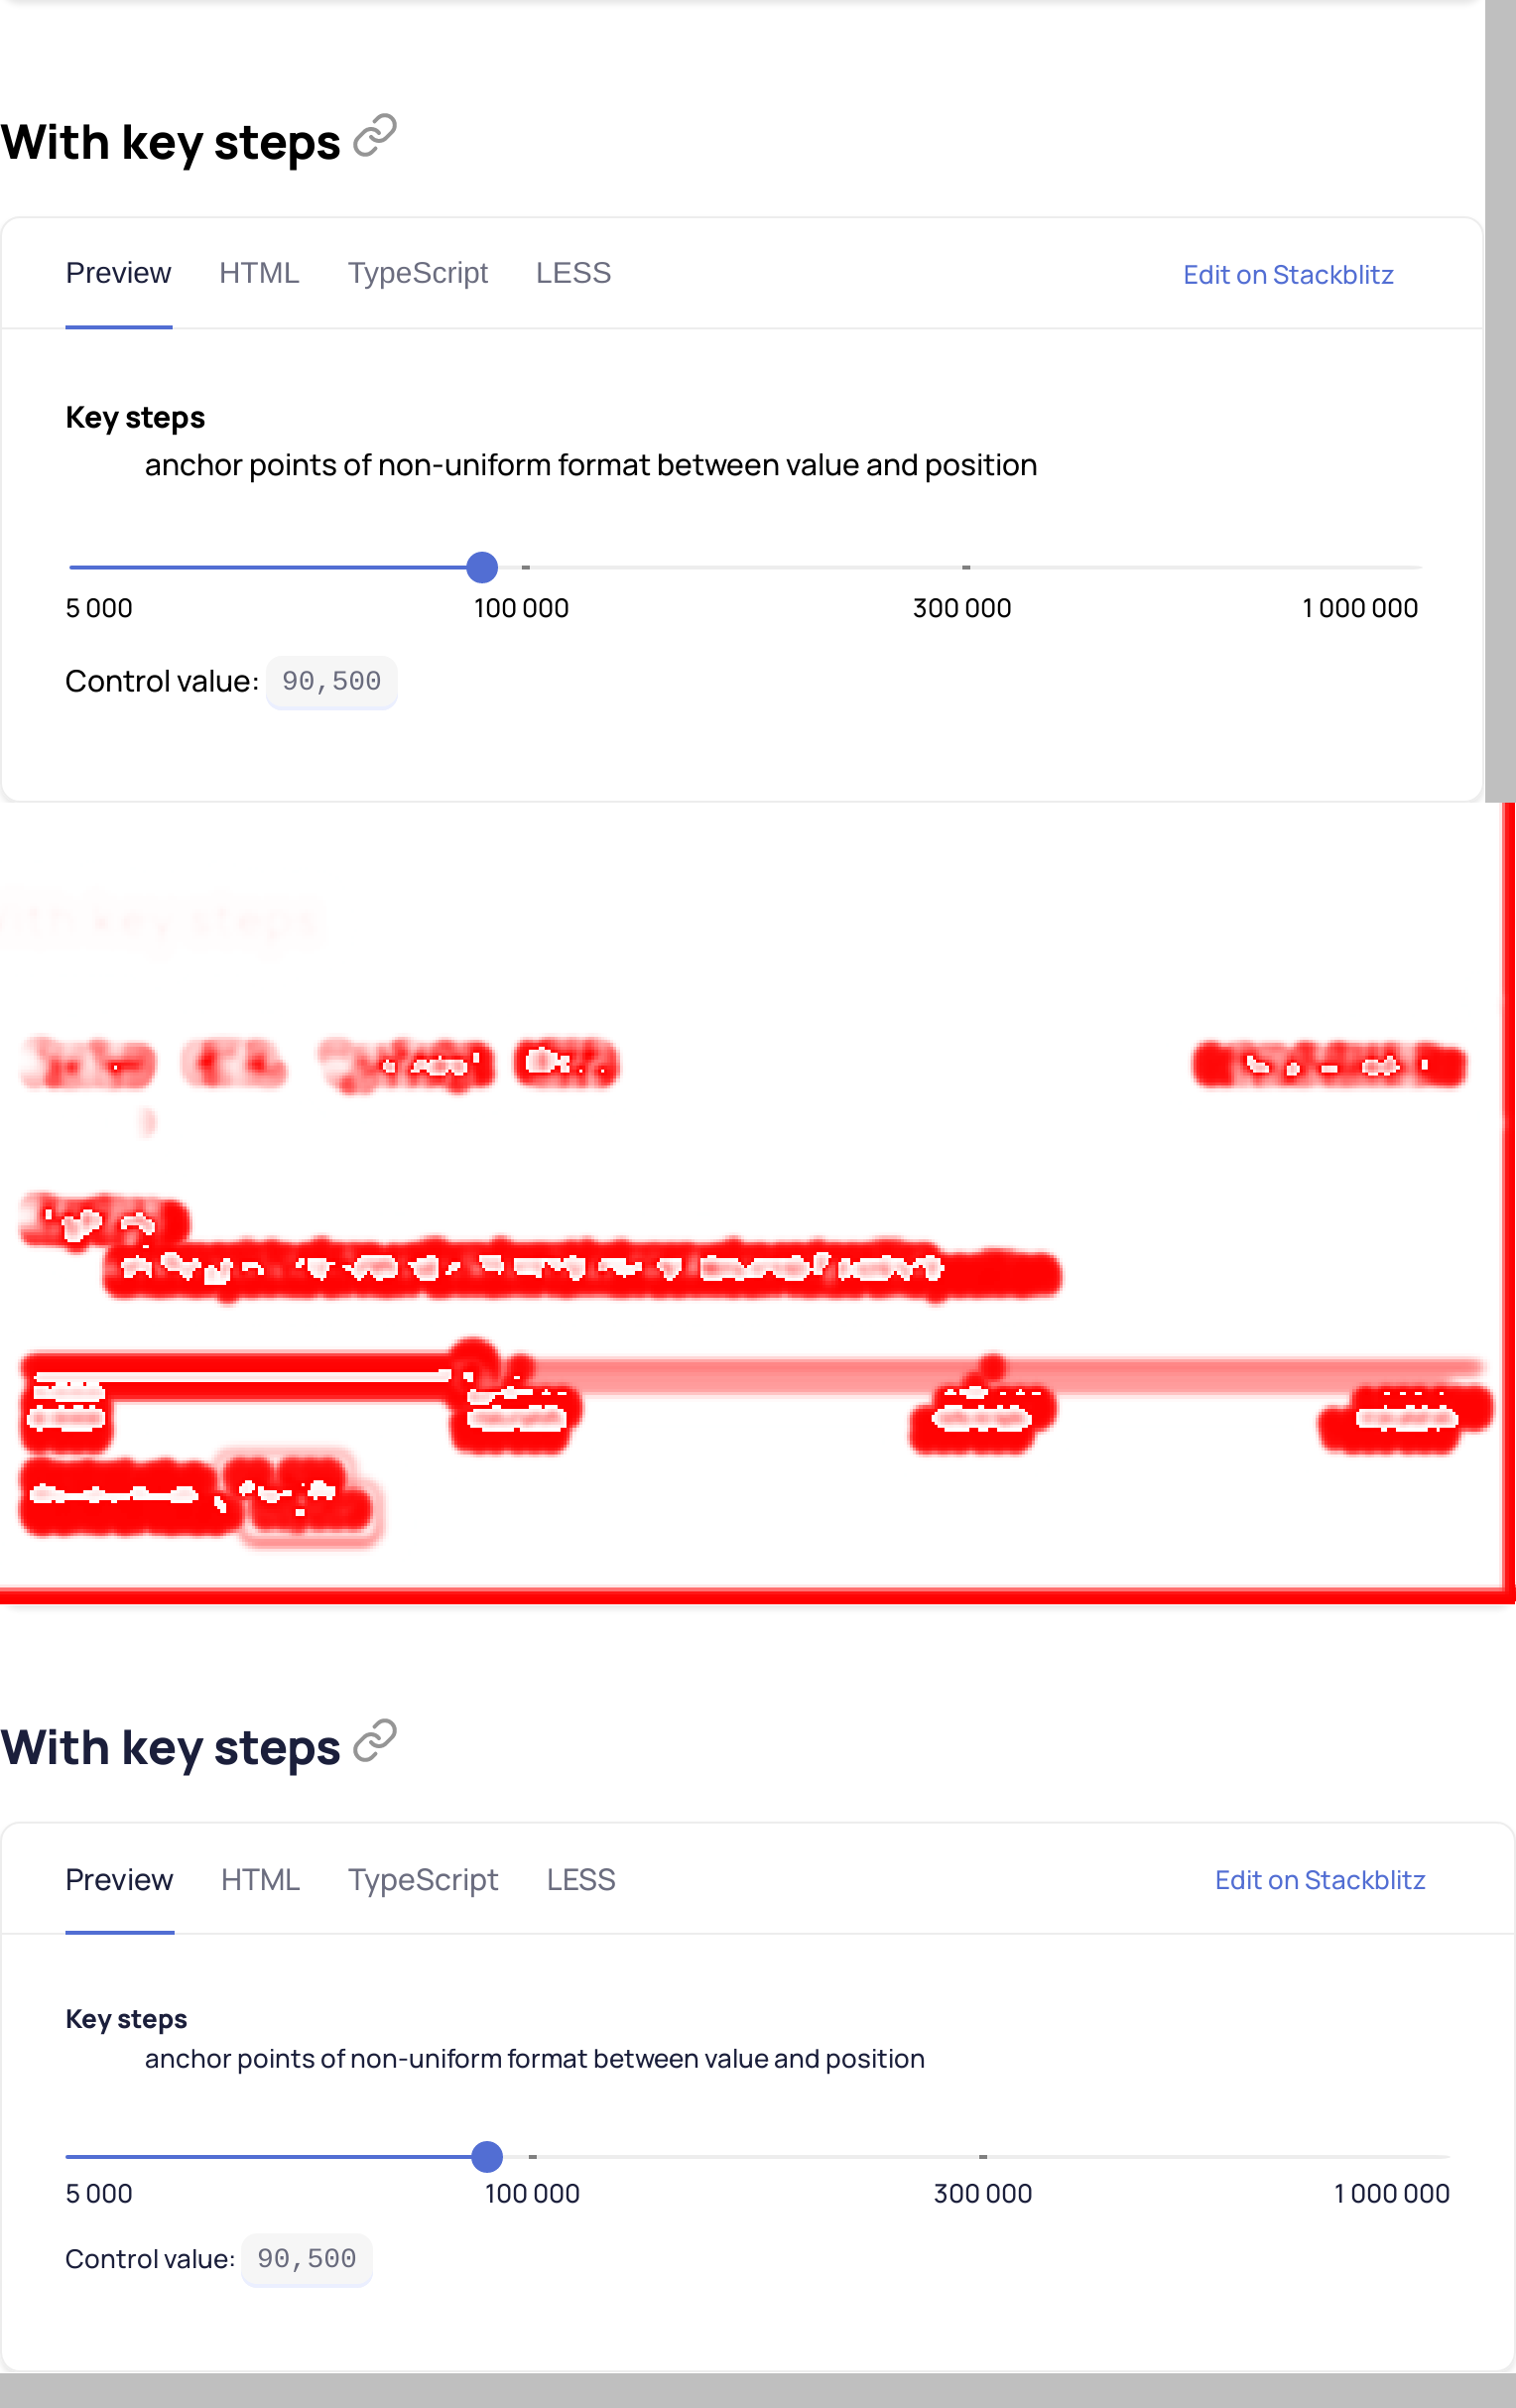 With key steps
Preview HTML TypeScript LESS Edit on Stackblitz
Key steps
anchor points of non-uniform format between value and position
5 000 100 000 300 000 1 000 000
Control value: 90,500
ith key steps
With key steps
Preview HTML TypeScript LESS Edit on Stackblitz
Key steps
anchor points of non-uniform format between value and position
5 000 100 000 300 000 1 000 000
Control value: 90,500